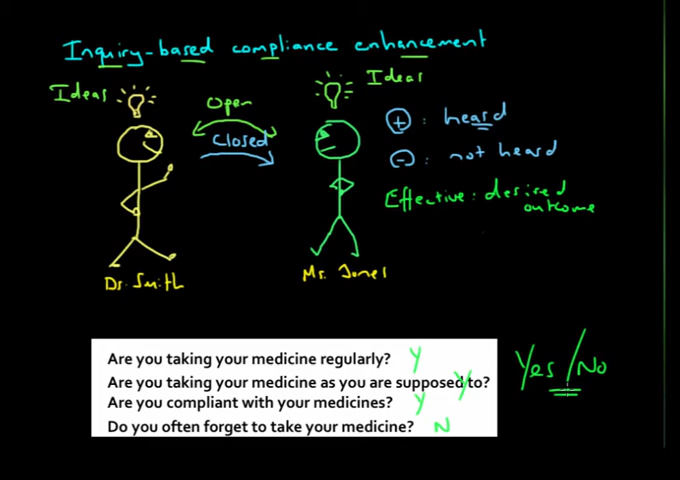 Inquiry-based compliance enhancement
Ideas
Ideas
Open
Closed
+ : heard
- : not heard
Effective: desired
outcome
Dr. Smith
Ms. Jones
Are you taking your medicine regularly? Y
Are you taking your medicine as you are supposed to? Y
Are you compliant with your medicines? Y
Do you often forget to take your medicine? N
Yes/No